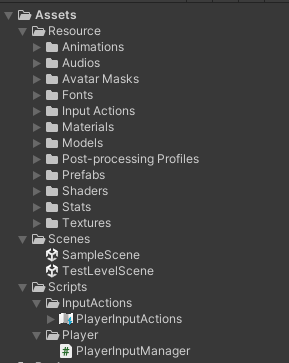 Assets
Resource
Animations
Audios
Avatar Masks
Fonts
Input Actions
Materials
Models
Post-processing Profiles
Prefabs
Shaders
Stats
Textures
Scenes
SampleScene
TestLevelScene
Scripts
InputActions
PlayerInputActions
Player
# PlayerInputManager